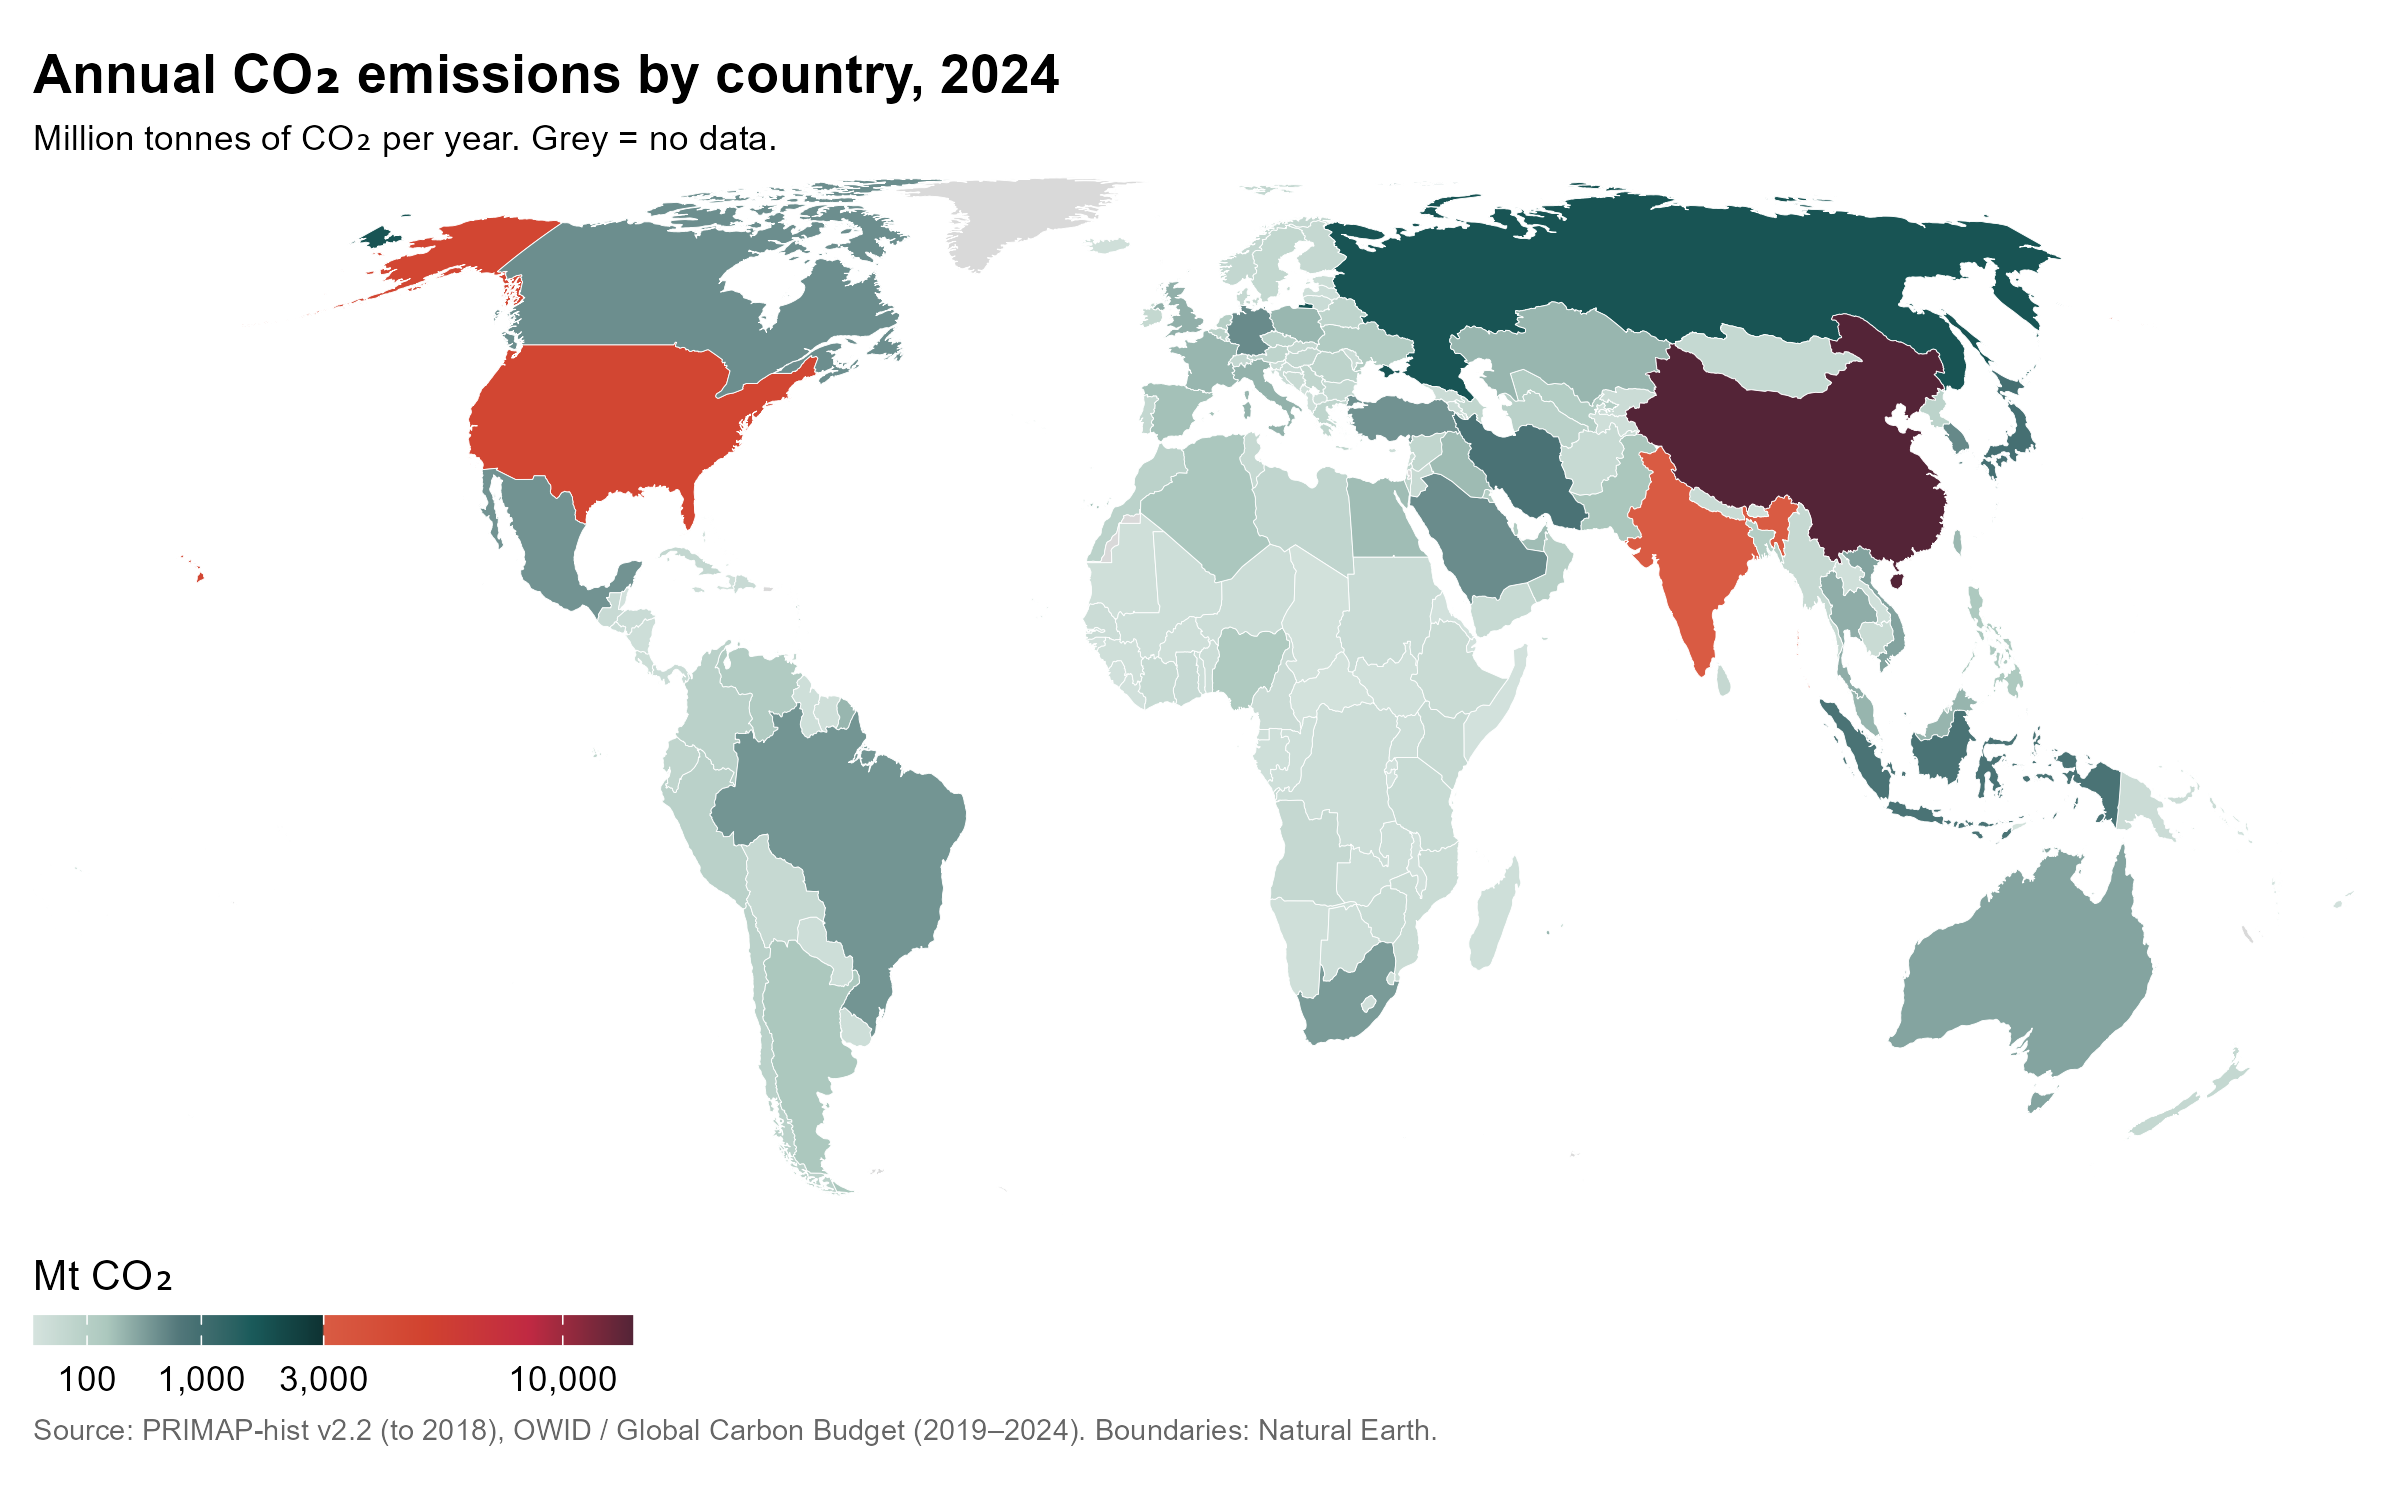 Annual CO₂ emissions by country, 2024
Million tonnes of CO₂ per year. Grey = no data.
Mt CO₂
100 1,000 3,000 10,000
Source: PRIMAP-hist v2.2 (to 2018), OWID / Global Carbon Budget (2019–2024). Boundaries: Natural Earth.